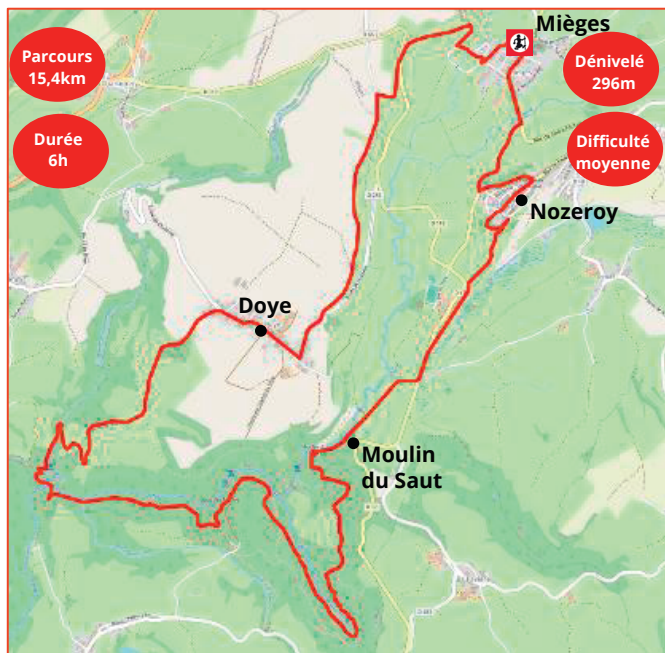 Mièges
Parcours
15,4km
Dénivelé
296m
Durée
6h
Difficulté
moyenne
Nozeroy
Doye
Moulin
du Saut